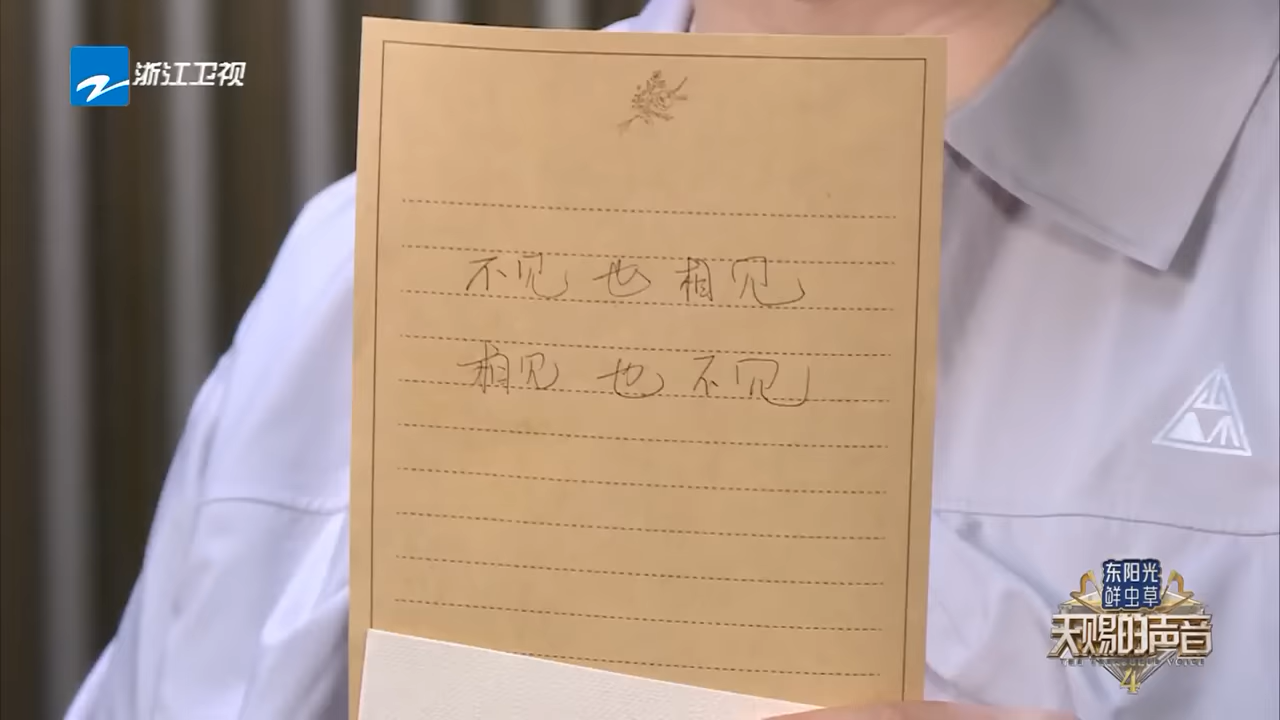 浙江卫视
不见也相见
相见也不见
东阳光
鲜虫草
天赐的声音
4